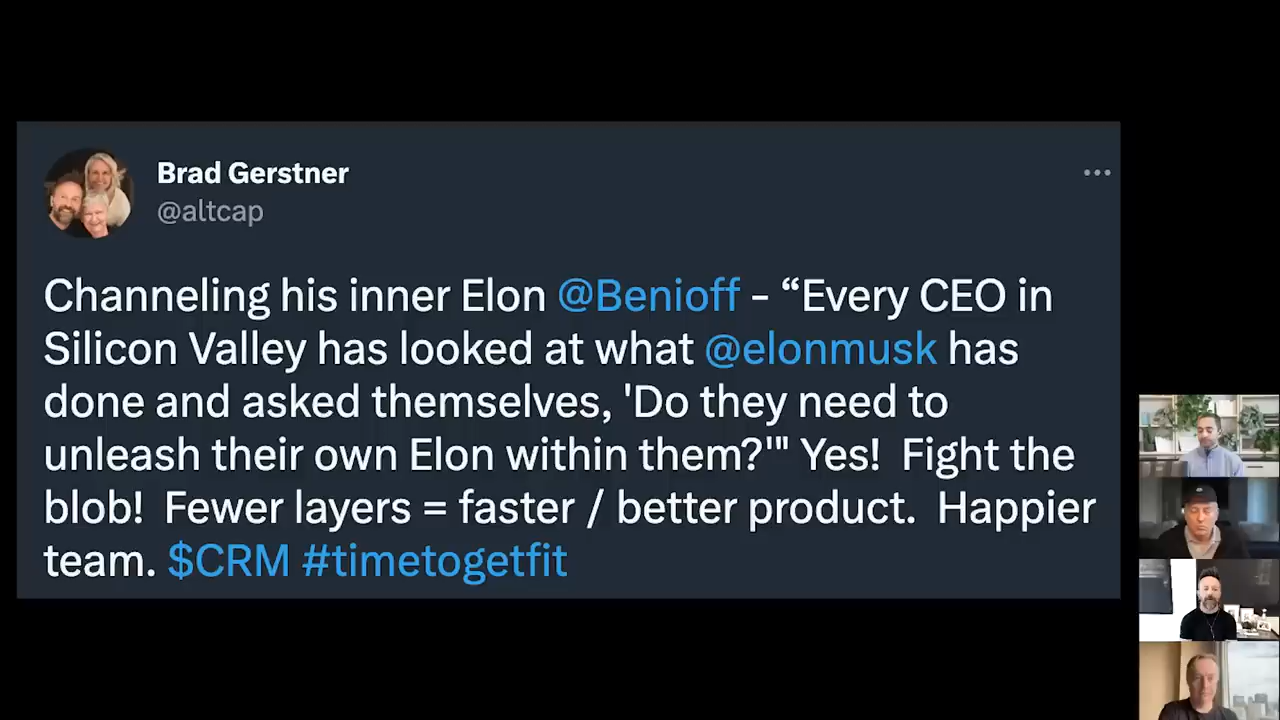 Brad Gerstner
@altcap
Channeling his inner Elon @Benioff – “Every CEO in
Silicon Valley has looked at what @elonmusk has
done and asked themselves, 'Do they need to
unleash their own Elon within them?'" Yes!  Fight the
blob!  Fewer layers = faster / better product.  Happier
team. $CRM #timetogetfit